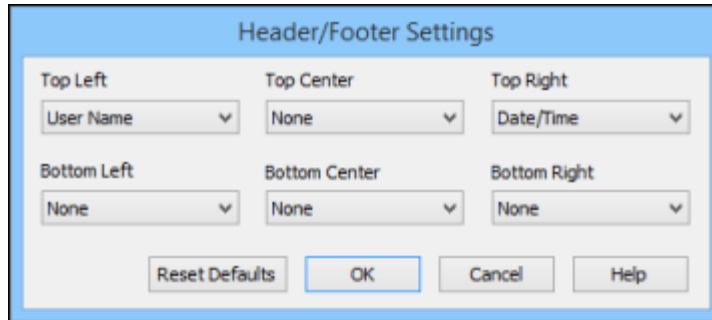 Header/Footer Settings
Top Left Top Center Top Right
User Name None Date/Time
Bottom Left Bottom Center Bottom Right
None None None
Reset Defaults OK Cancel Help